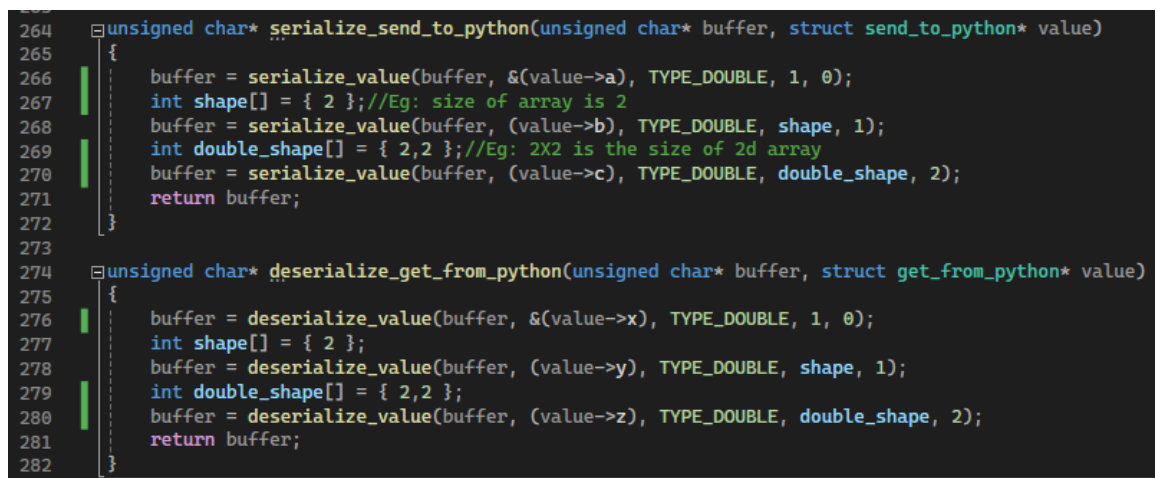 264 unsigned char* serialize_send_to_python(unsigned char* buffer, struct send_to_python* value)
265 {
266 buffer = serialize_value(buffer, &(value->a), TYPE_DOUBLE, 1, 0);
267 int shape[] = { 2 };//Eg: size of array is 2
268 buffer = serialize_value(buffer, (value->b), TYPE_DOUBLE, shape, 1);
269 int double_shape[] = { 2,2 };//Eg: 2X2 is the size of 2d array
270 buffer = serialize_value(buffer, (value->c), TYPE_DOUBLE, double_shape, 2);
271 return buffer;
272 }
273
274 unsigned char* deserialize_get_from_python(unsigned char* buffer, struct get_from_python* value)
275 {
276 buffer = deserialize_value(buffer, &(value->x), TYPE_DOUBLE, 1, 0);
277 int shape[] = { 2 };
278 buffer = deserialize_value(buffer, (value->y), TYPE_DOUBLE, shape, 1);
279 int double_shape[] = { 2,2 };
280 buffer = deserialize_value(buffer, (value->z), TYPE_DOUBLE, double_shape, 2);
281 return buffer;
282 }